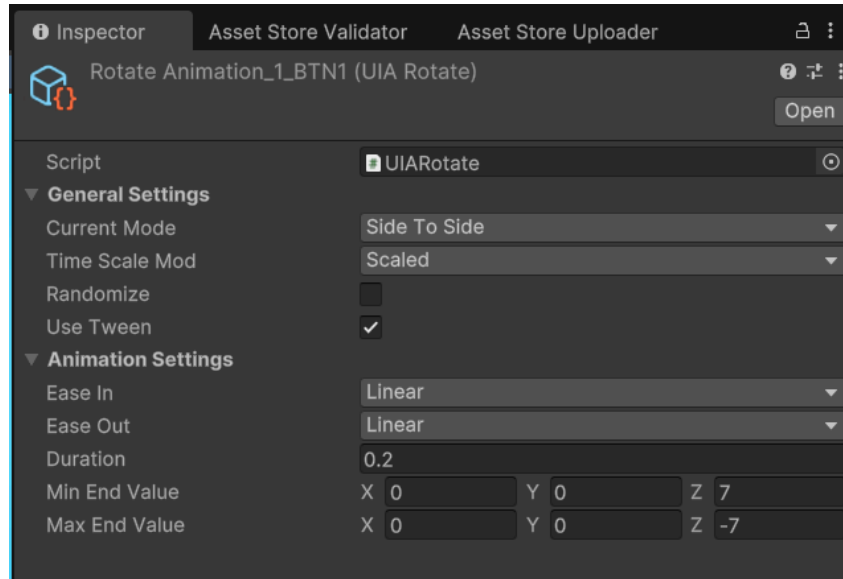 Inspector Asset Store Validator Asset Store Uploader
Rotate Animation_1_BTN1 (UIA Rotate)
Open
Script UIARotate
General Settings
Current Mode Side To Side
Time Scale Mod Scaled
Randomize
Use Tween
Animation Settings
Ease In Linear
Ease Out Linear
Duration 0.2
Min End Value X 0 Y 0 Z 7
Max End Value X 0 Y 0 Z -7